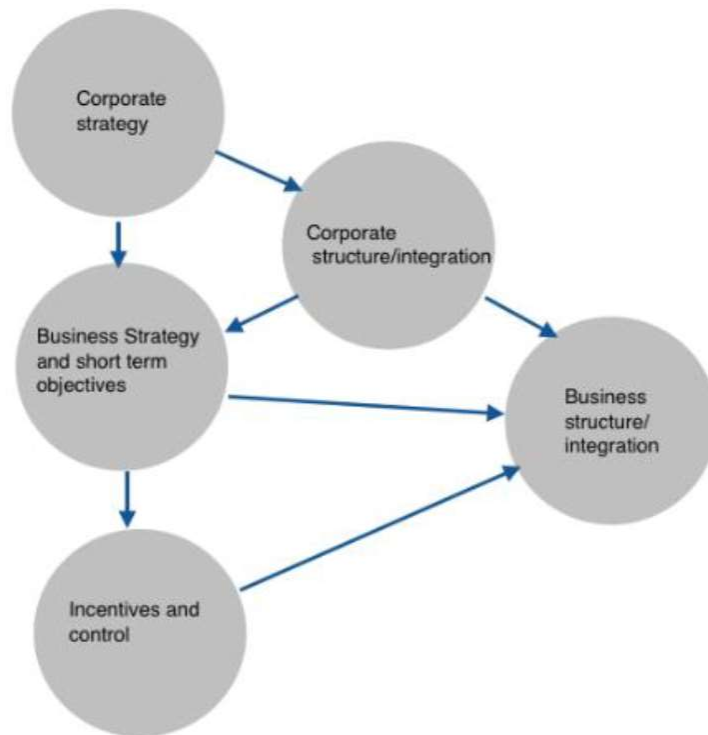 Corporate
strategy
Corporate
structure/integration
Business Strategy
and short term
objectives
Business
structure/
integration
Incentives and
control